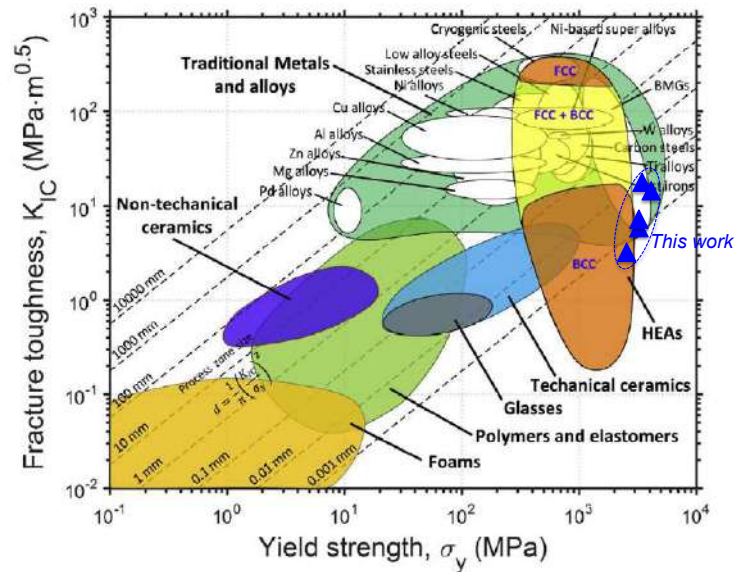 Cryogenic steels
Ni-based super alloys
Low alloy steels
Stainless steels
Ni alloys
Traditional Metals
and alloys
FCC
BMGs
Cu alloys
FCC + BCC
W alloys
Al alloys
Carbon steels
Zn alloys
Ti alloys
Mg alloys
Pd alloys
irons
Non-technical
ceramics
This work
BCC
HEAs
Techanical ceramics
Glasses
Polymers and elastomers
Foams
10000 mm
1000 mm
100 mm
10 mm
1 mm
0.1 mm
0.01 mm
0.001 mm
Process zone size
d = 1/π (K_IC/σ_y)^2
Fracture toughness, K_IC (MPa·m^0.5)
10^3
10^2
10^1
10^0
10^-1
10^-2
10^-1 10^0 10^1 10^2 10^3 10^4
Yield strength, σ_y (MPa)